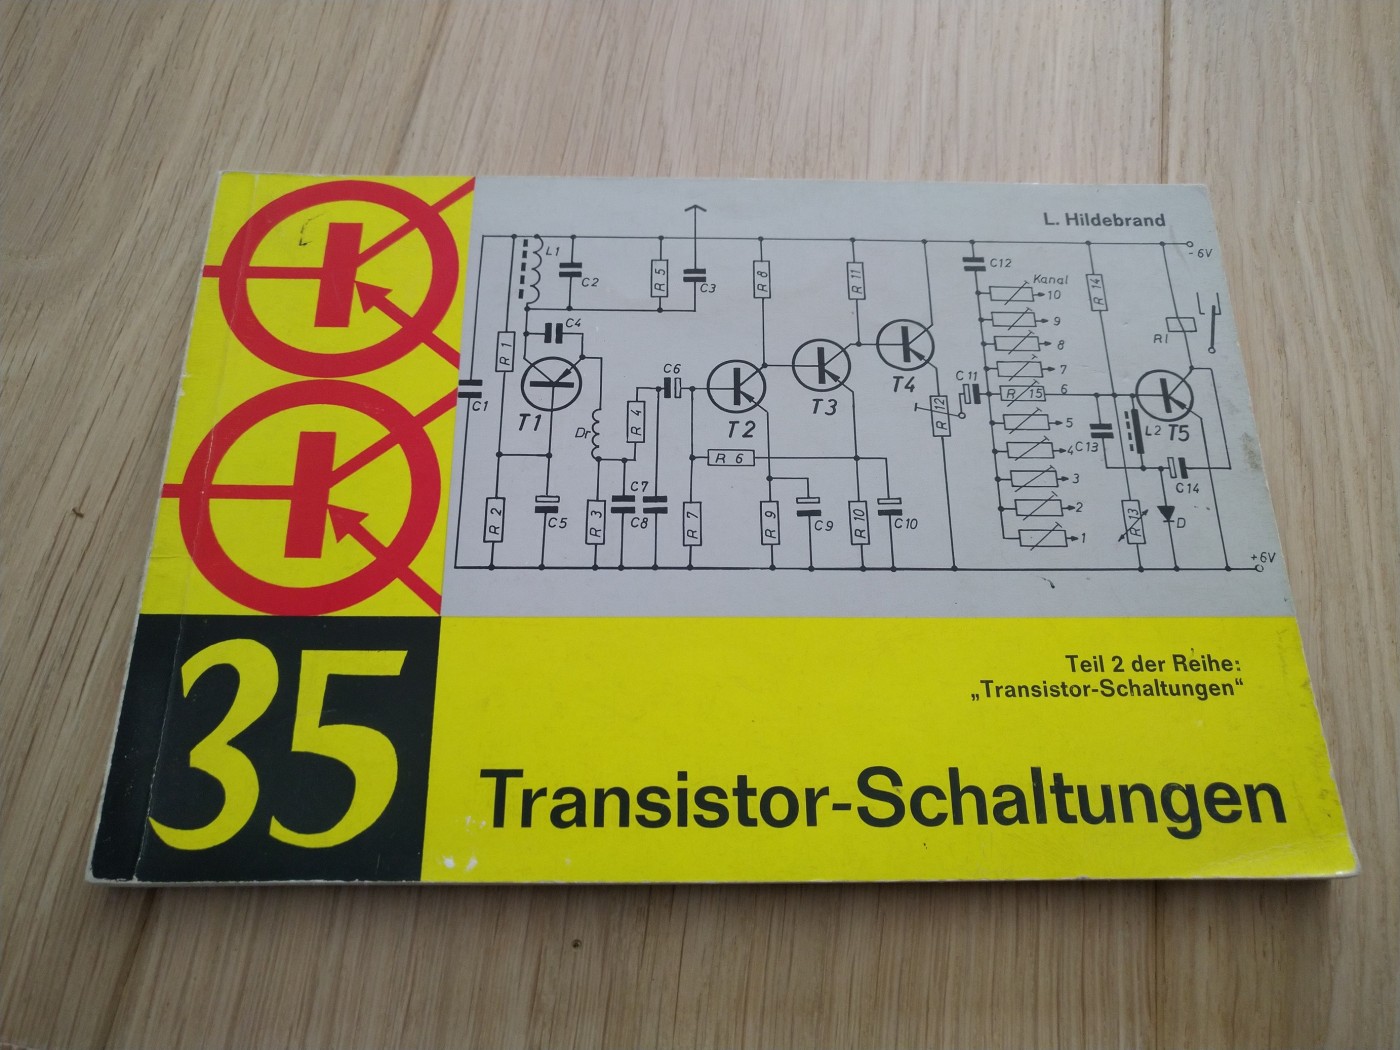 L. Hildebrand
- 6V
L1
C2
R 5
C3
R 8
R 11
C12
Kanal
10
R 14
9
R1
C4
R 1
8
7
C1
T1
C6
T2
T3
T4
C11
R 15
6
R 12
5
L2
T5
Dr
R 4
R 6
4
C13
C14
3
C7
C8
R 2
C5
R 3
R 7
R 9
C9
R 10
C10
2
1
R 13
D
+6V
35
Teil 2 der Reihe:
„Transistor-Schaltungen“
Transistor-Schaltungen